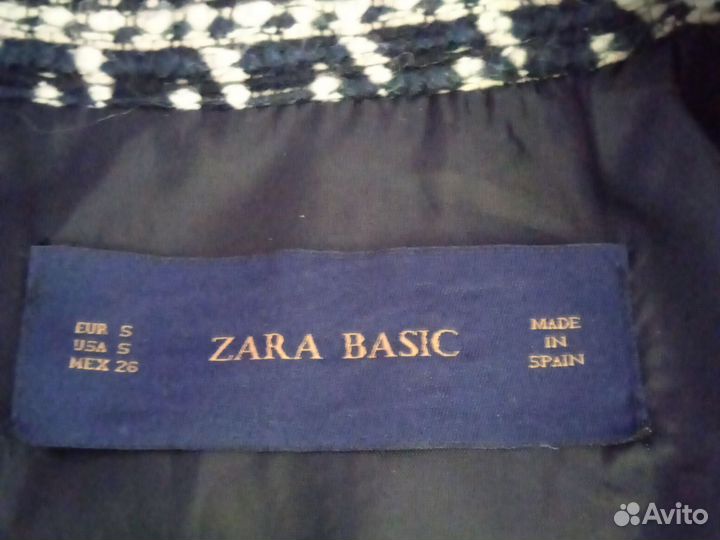 EUR S
USA S
MEX 26
ZARA BASIC
MADE
IN
SPAIN
Avito